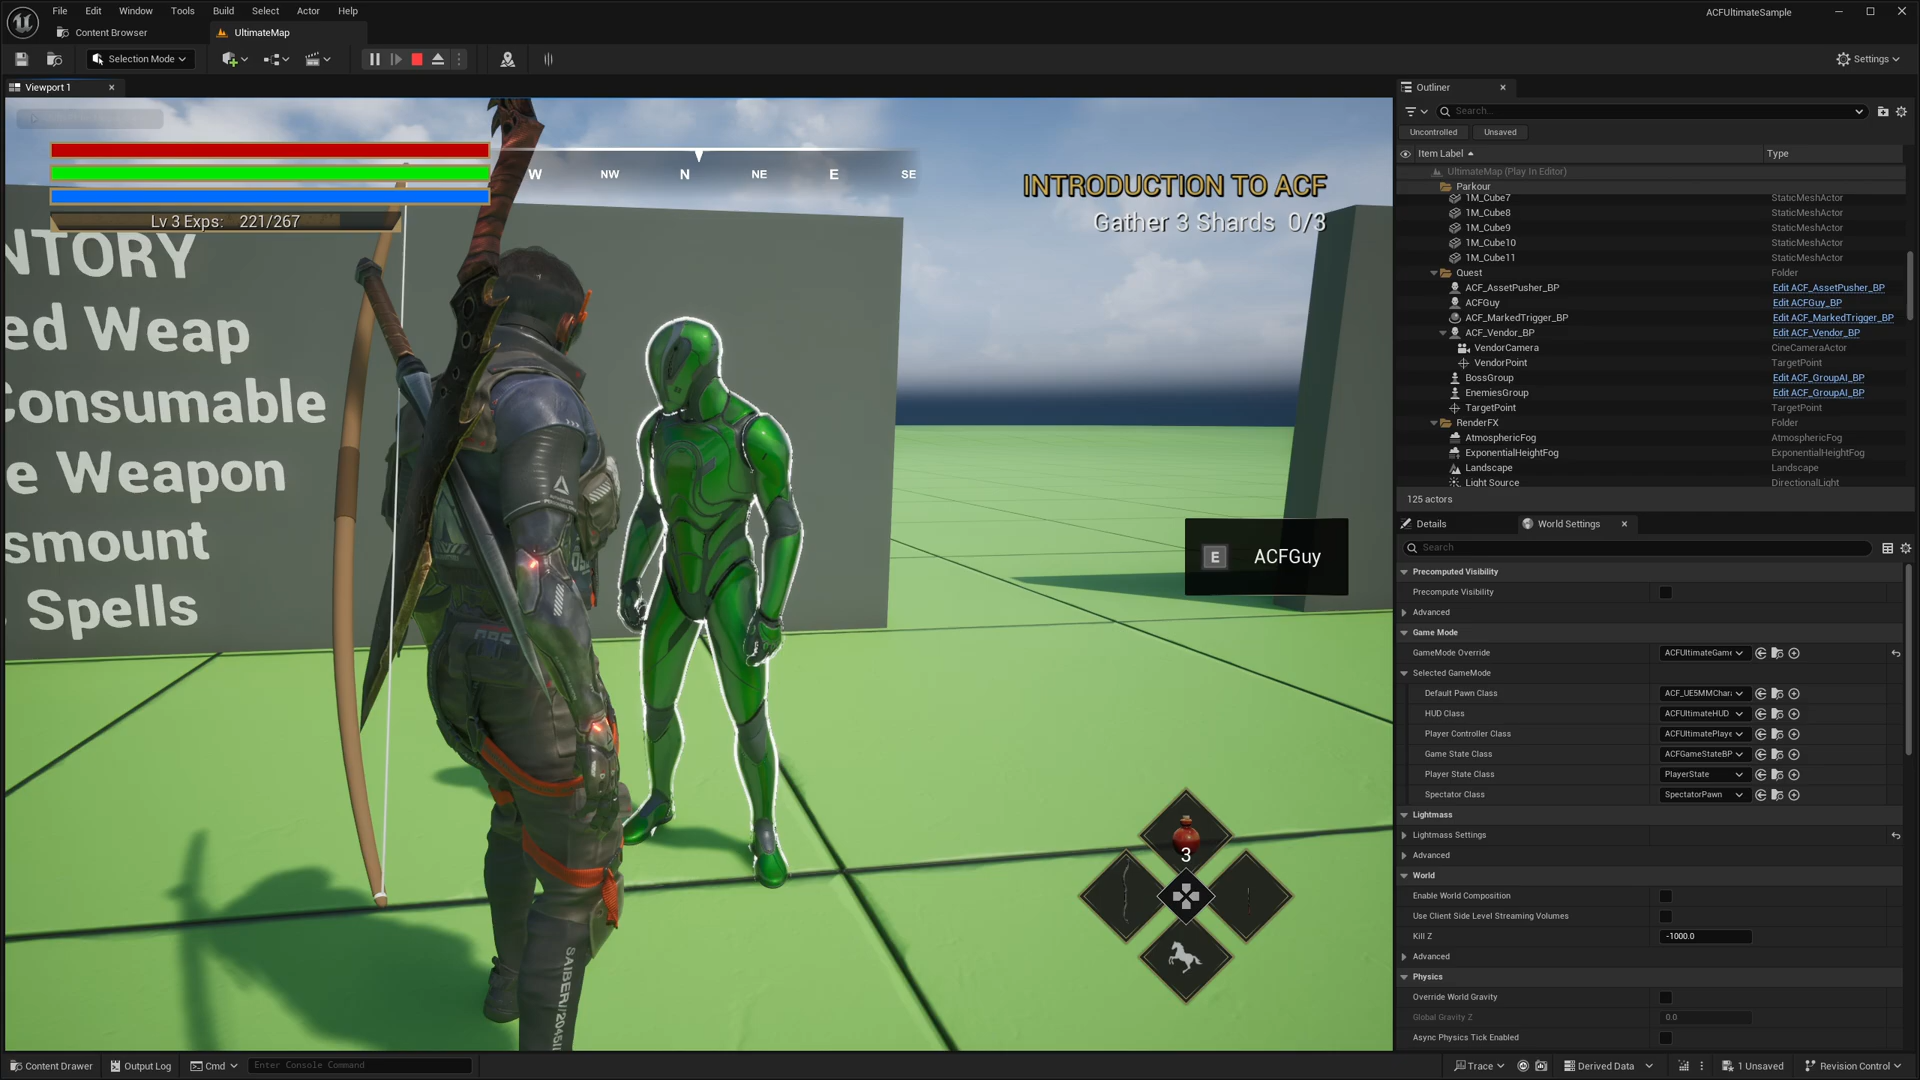 File Edit Window Tools Build Select Actor Help
ACFUltimateSample
Content Browser
UltimateMap
Selection Mode
Settings
Viewport 1
W NW N NE E SE
Lv 3 Exps: 221/267
INTRODUCTION TO ACF
Gather 3 Shards 0/3
NTORY
ed Weap
Consumable
e Weapon
smount
Spells
E ACFGuy
3
SAIBER//2045
Outliner
Search...
Uncontrolled Unsaved
Item Label Type
UltimateMap (Play In Editor)
Parkour
1M_Cube7 StaticMeshActor
1M_Cube8 StaticMeshActor
1M_Cube9 StaticMeshActor
1M_Cube10 StaticMeshActor
1M_Cube11 StaticMeshActor
Quest Folder
ACF_AssetPusher_BP Edit ACF_AssetPusher_BP
ACFGuy Edit ACFGuy_BP
ACF_MarkedTrigger_BP Edit ACF_MarkedTrigger_BP
ACF_Vendor_BP Edit ACF_Vendor_BP
VendorCamera CineCameraActor
VendorPoint TargetPoint
BossGroup Edit ACF_GroupAI_BP
EnemiesGroup Edit ACF_GroupAI_BP
TargetPoint TargetPoint
RenderFX Folder
AtmosphericFog AtmosphericFog
ExponentialHeightFog ExponentialHeightFog
Landscape Landscape
Light Source DirectionalLight
125 actors
Details
World Settings
Search
Precomputed Visibility
Precompute Visibility
Advanced
Game Mode
GameMode Override ACFUltimateGame
Selected GameMode
Default Pawn Class ACF_UE5MMChara
HUD Class ACFUltimateHUD
Player Controller Class ACFUltimatePlaye
Game State Class ACFGameStateBP
Player State Class PlayerState
Spectator Class SpectatorPawn
Lightmass
Lightmass Settings
Advanced
World
Enable World Composition
Use Client Side Level Streaming Volumes
Kill Z -1000.0
Advanced
Physics
Override World Gravity
Global Gravity Z 0.0
Async Physics Tick Enabled
Content Drawer
Output Log
Cmd
Enter Console Command
Trace
Derived Data
1 Unsaved
Revision Control